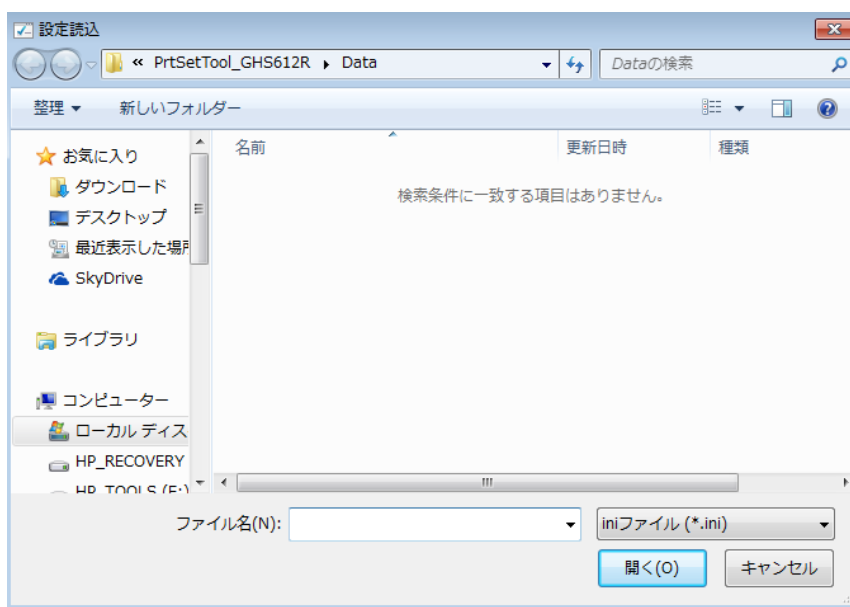 設定読込
« PrtSetTool_GHS612R ▸ Data
Dataの検索
整理 ▼ 新しいフォルダー
名前 更新日時 種類
検索条件に一致する項目はありません。
お気に入り
ダウンロード
デスクトップ
最近表示した場所
SkyDrive
ライブラリ
コンピューター
ローカル ディス
HP_RECOVERY
HP_TOOLS (E:)
ファイル名(N):
iniファイル (*.ini)
開く(O)
キャンセル